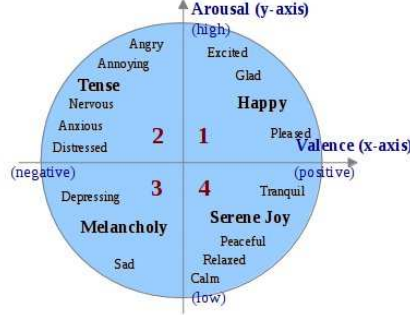 Arousal (y-axis)
(high)
Angry
Excited
Annoying
Glad
Tense
Happy
Nervous
Anxious
2
1
Pleased
Distressed
Valence (x-axis)
(negative)
(positive)
3
4
Depressing
Tranquil
Melancholy
Serene Joy
Peaceful
Sad
Relaxed
Calm
(low)